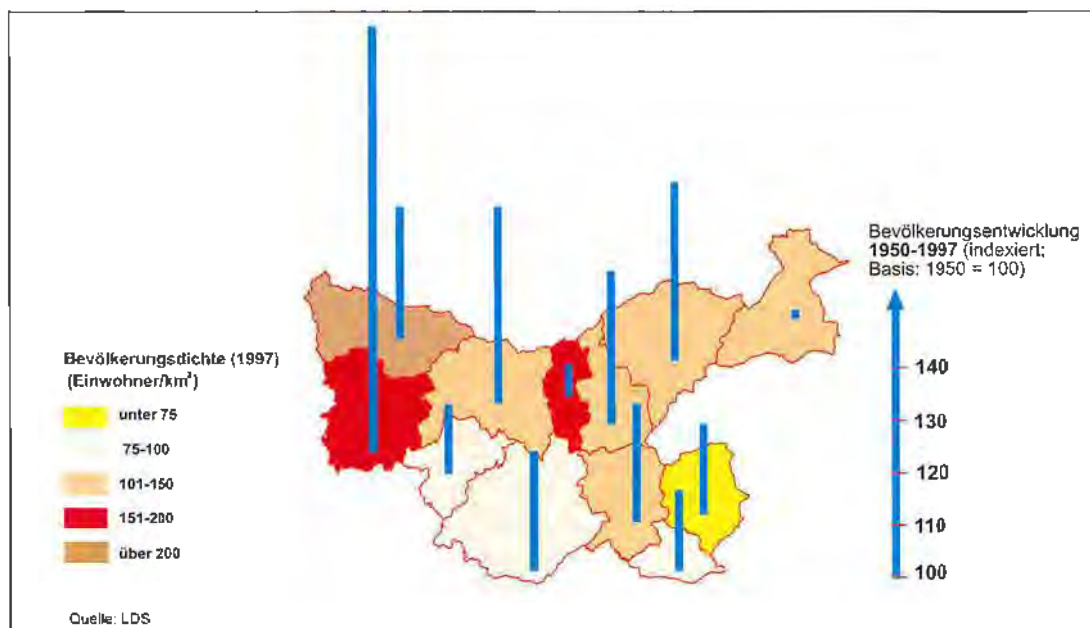 Bevölkerungsentwicklung
1950-1997 (indexiert;
Basis: 1950 = 100)
140
130
120
110
100
Bevölkerungsdichte (1997)
(Einwohner/km²)
unter 75
75-100
101-150
151-200
über 200
Quelle: LDS